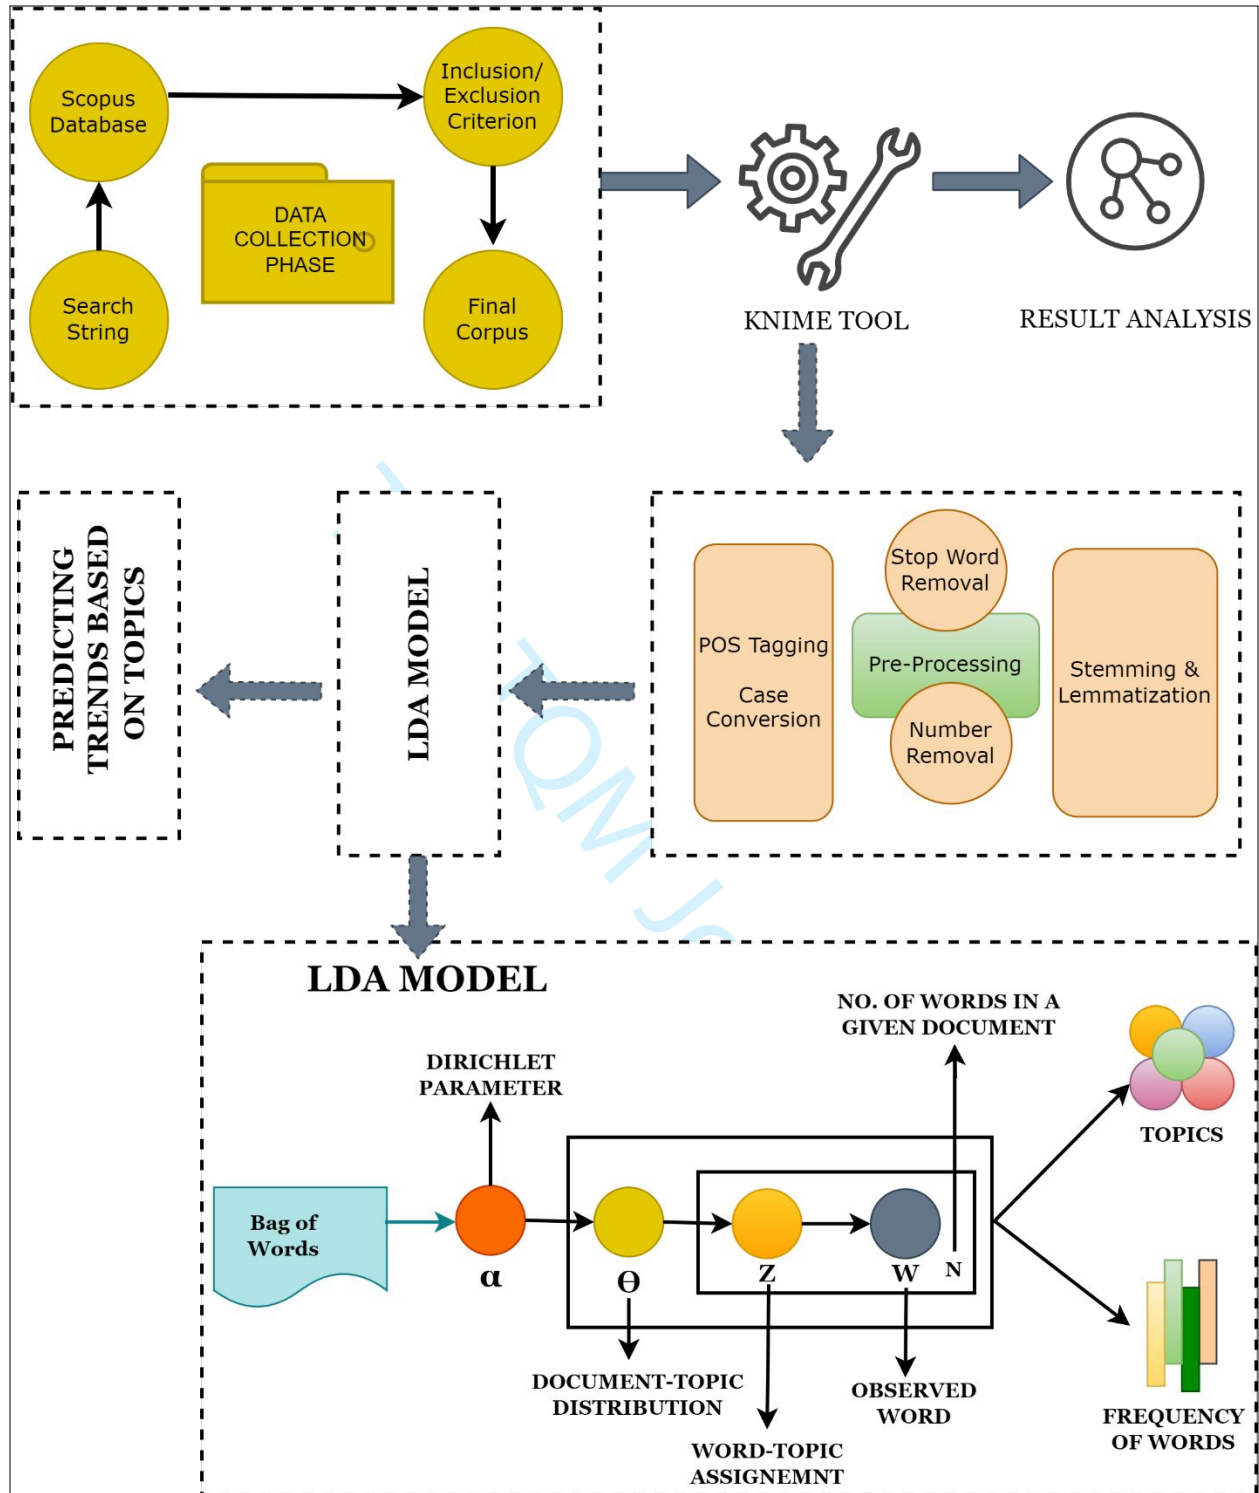 Scopus
Database
Inclusion/
Exclusion
Criterion
DATA
COLLECTION
PHASE
Search
String
Final
Corpus
KNIME TOOL
RESULT ANALYSIS
PREDICTING
TRENDS BASED
ON TOPICS
LDA MODEL
POS Tagging
Case
Conversion
Stop Word
Removal
Pre-Processing
Number
Removal
Stemming &
Lemmatization
TQM Jo
LDA MODEL
NO. OF WORDS IN A
GIVEN DOCUMENT
DIRICHLET
PARAMETER
TOPICS
Bag of
Words
α
Θ
Z
W
N
DOCUMENT-TOPIC
DISTRIBUTION
OBSERVED
WORD
WORD-TOPIC
ASSIGNEMNT
FREQUENCY
OF WORDS